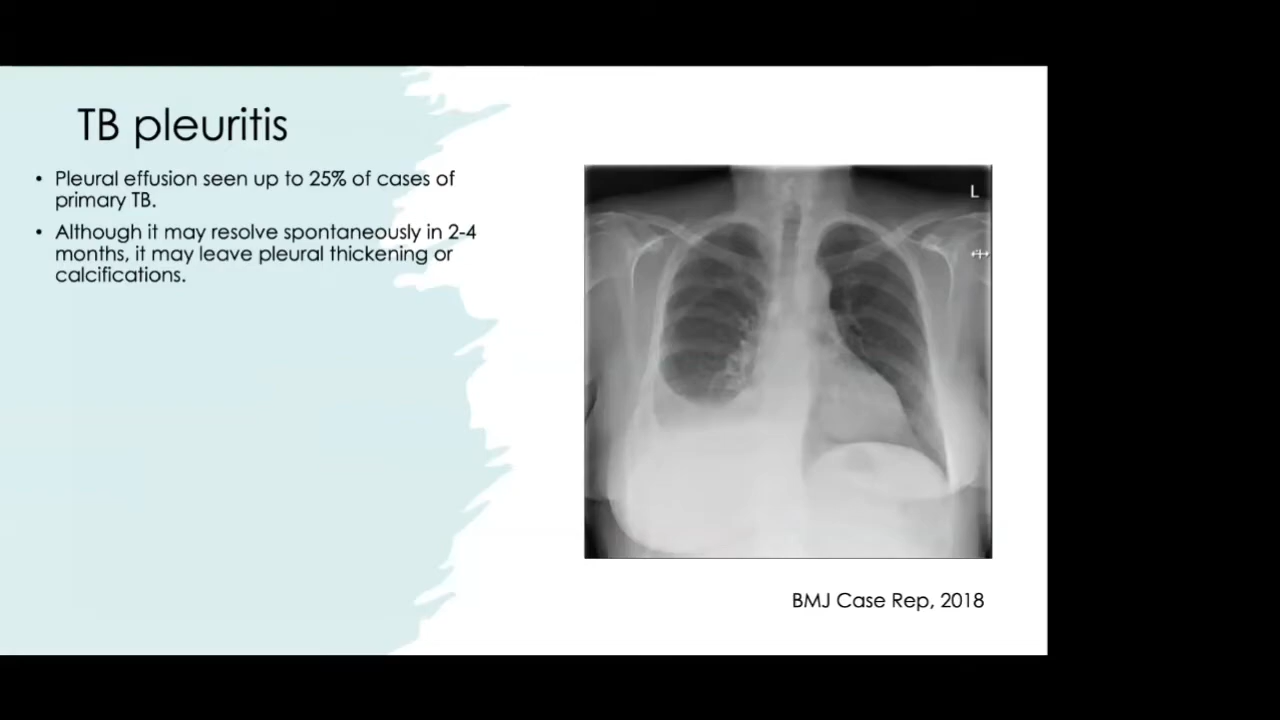 TB pleuritis
• Pleural effusion seen up to 25% of cases of
primary TB.
• Although it may resolve spontaneously in 2-4
months, it may leave pleural thickening or
calcifications.
L
BMJ Case Rep, 2018